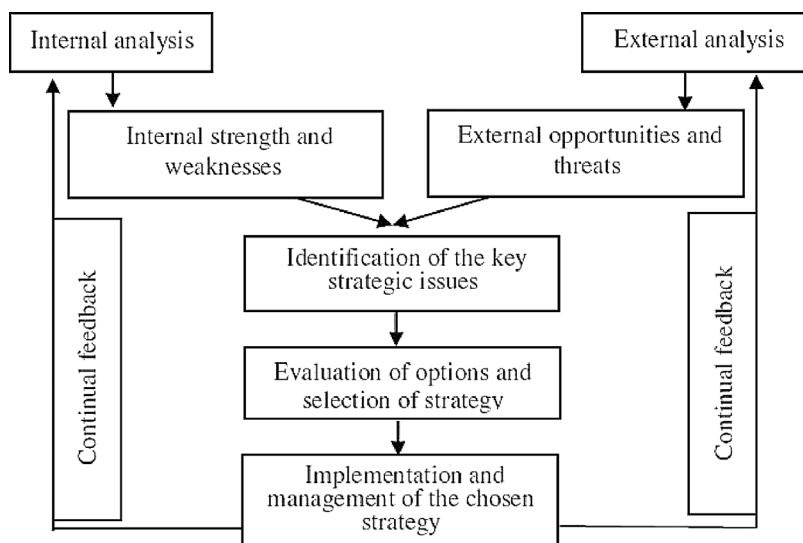 Internal analysis
External analysis
Internal strength and
weaknesses
External opportunities and
threats
Identification of the key
strategic issues
Continual feedback
Continual feedback
Evaluation of options and
selection of strategy
Implementation and
management of the chosen
strategy